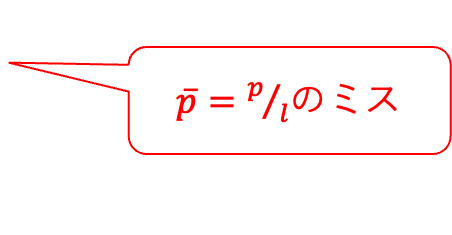 p̄ = p/l のミス